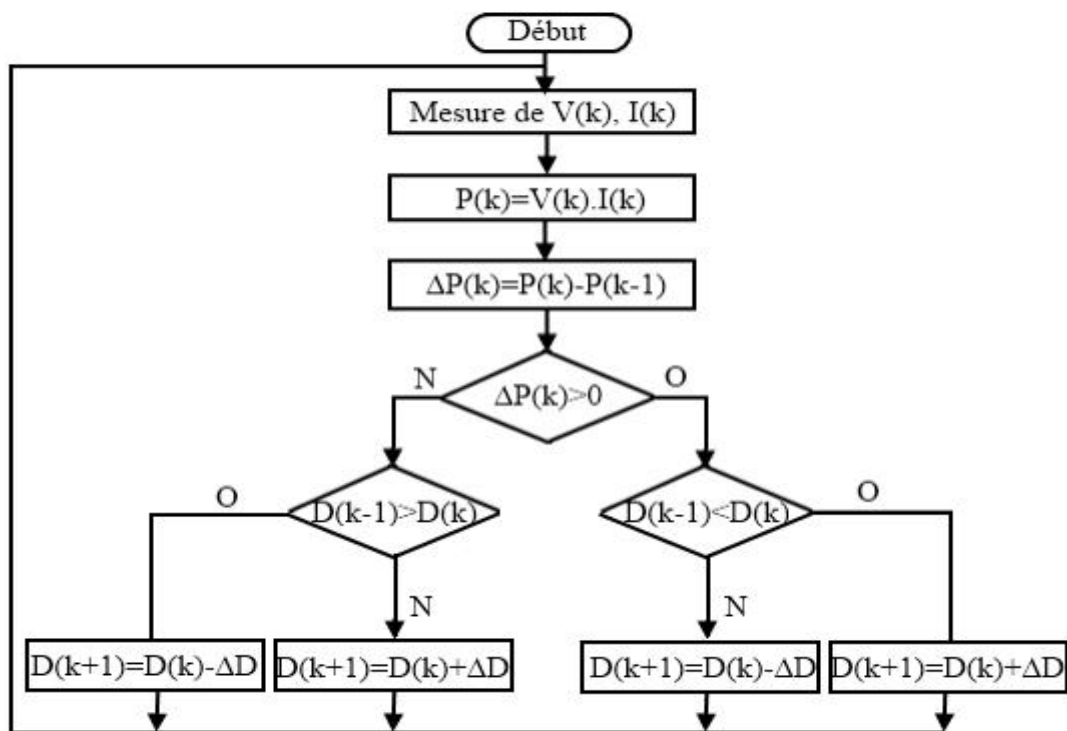 Début
Mesure de V(k), I(k)
P(k)=V(k).I(k)
ΔP(k)=P(k)-P(k-1)
N
ΔP(k)>0
O
O
D(k-1)>D(k)
N
D(k-1)<D(k)
O
N
D(k+1)=D(k)-ΔD
D(k+1)=D(k)+ΔD
D(k+1)=D(k)-ΔD
D(k+1)=D(k)+ΔD